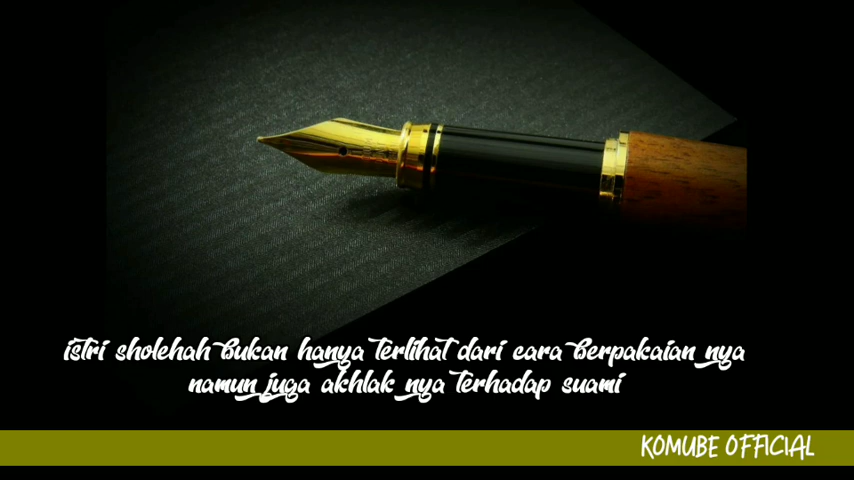 istri sholehah bukan hanya terlihat dari cara berpakaian nya
namun juga akhlak nya terhadap suami
KOMUBE OFFICIAL